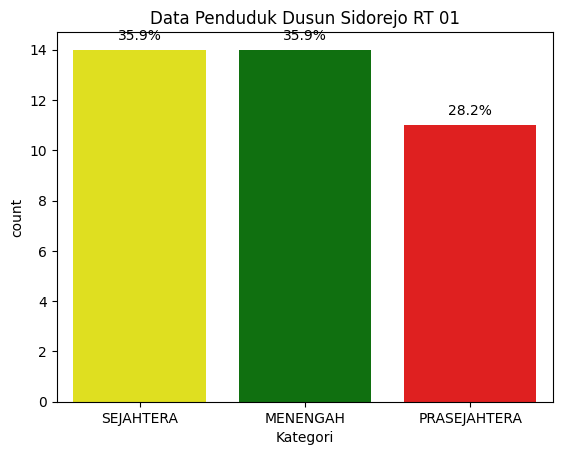 Data Penduduk Dusun Sidorejo RT 01
35.9%
35.9%
28.2%
14
12
10
8
6
4
2
0
count
SEJAHTERA
MENENGAH
PRASEJAHTERA
Kategori